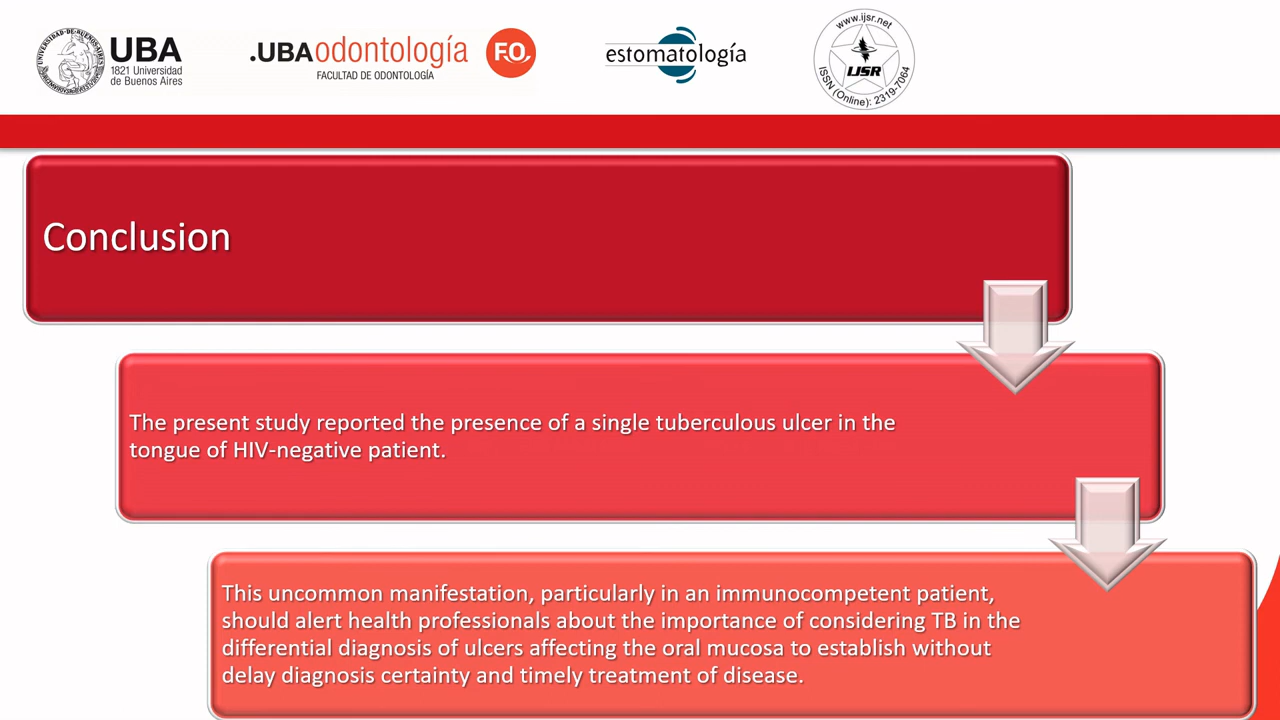 UBA
1821 Universidad
de Buenos Aires
.UBAodontología
FACULTAD DE ODONTOLOGÍA
F.O.
estomatología
www.ijsr.net
IJSR
ISSN (Online): 2319-7064
Conclusion
The present study reported the presence of a single tuberculous ulcer in the
tongue of HIV-negative patient.
This uncommon manifestation, particularly in an immunocompetent patient,
should alert health professionals about the importance of considering TB in the
differential diagnosis of ulcers affecting the oral mucosa to establish without
delay diagnosis certainty and timely treatment of disease.